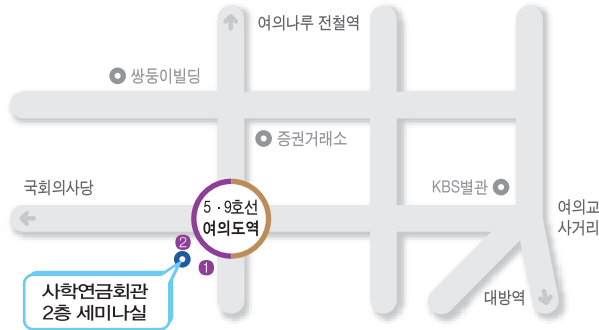 여의나루 전철역
쌍둥이빌딩
증권거래소
국회의사당
KBS별관
5 · 9호선
여의도역
여의교
사거리
2
1
사학연금회관
2층 세미나실
대방역